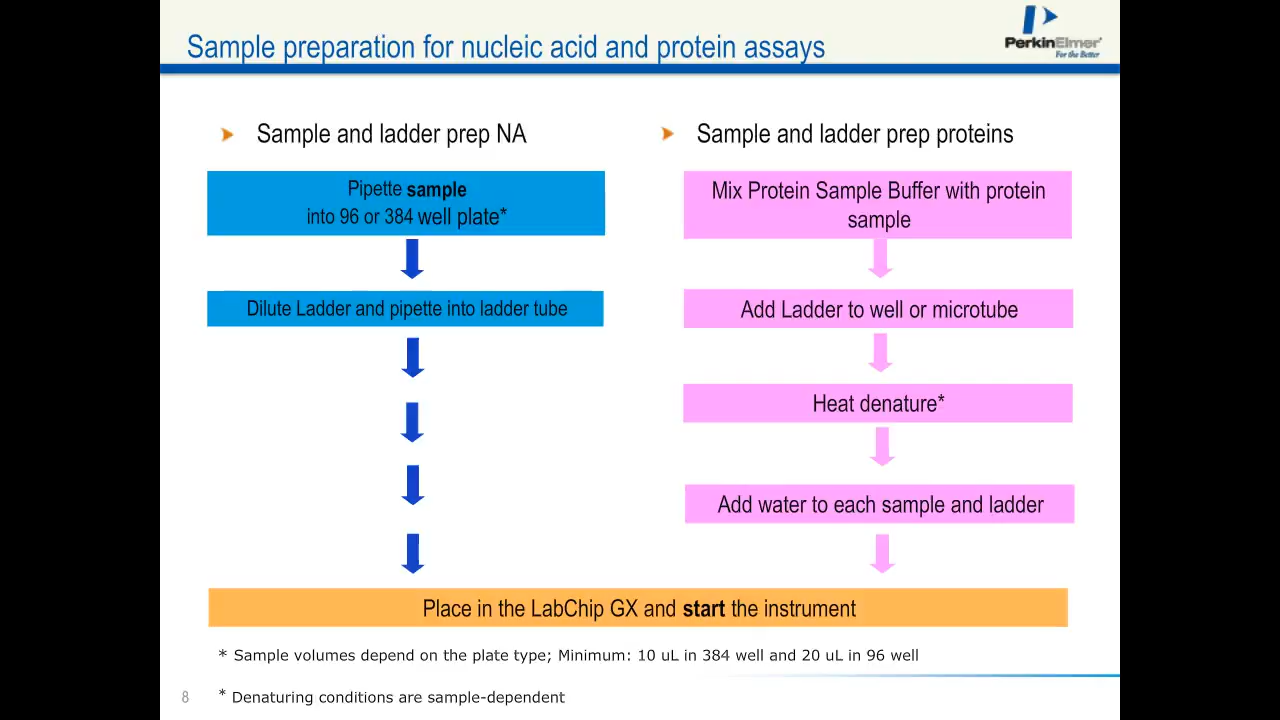 Sample preparation for nucleic acid and protein assays
PerkinElmer
For the Better
Sample and ladder prep NA
Pipette sample
into 96 or 384 well plate*
Dilute Ladder and pipette into ladder tube
Sample and ladder prep proteins
Mix Protein Sample Buffer with protein
sample
Add Ladder to well or microtube
Heat denature*
Add water to each sample and ladder
Place in the LabChip GX and start the instrument
* Sample volumes depend on the plate type; Minimum: 10 uL in 384 well and 20 uL in 96 well
* Denaturing conditions are sample-dependent
8